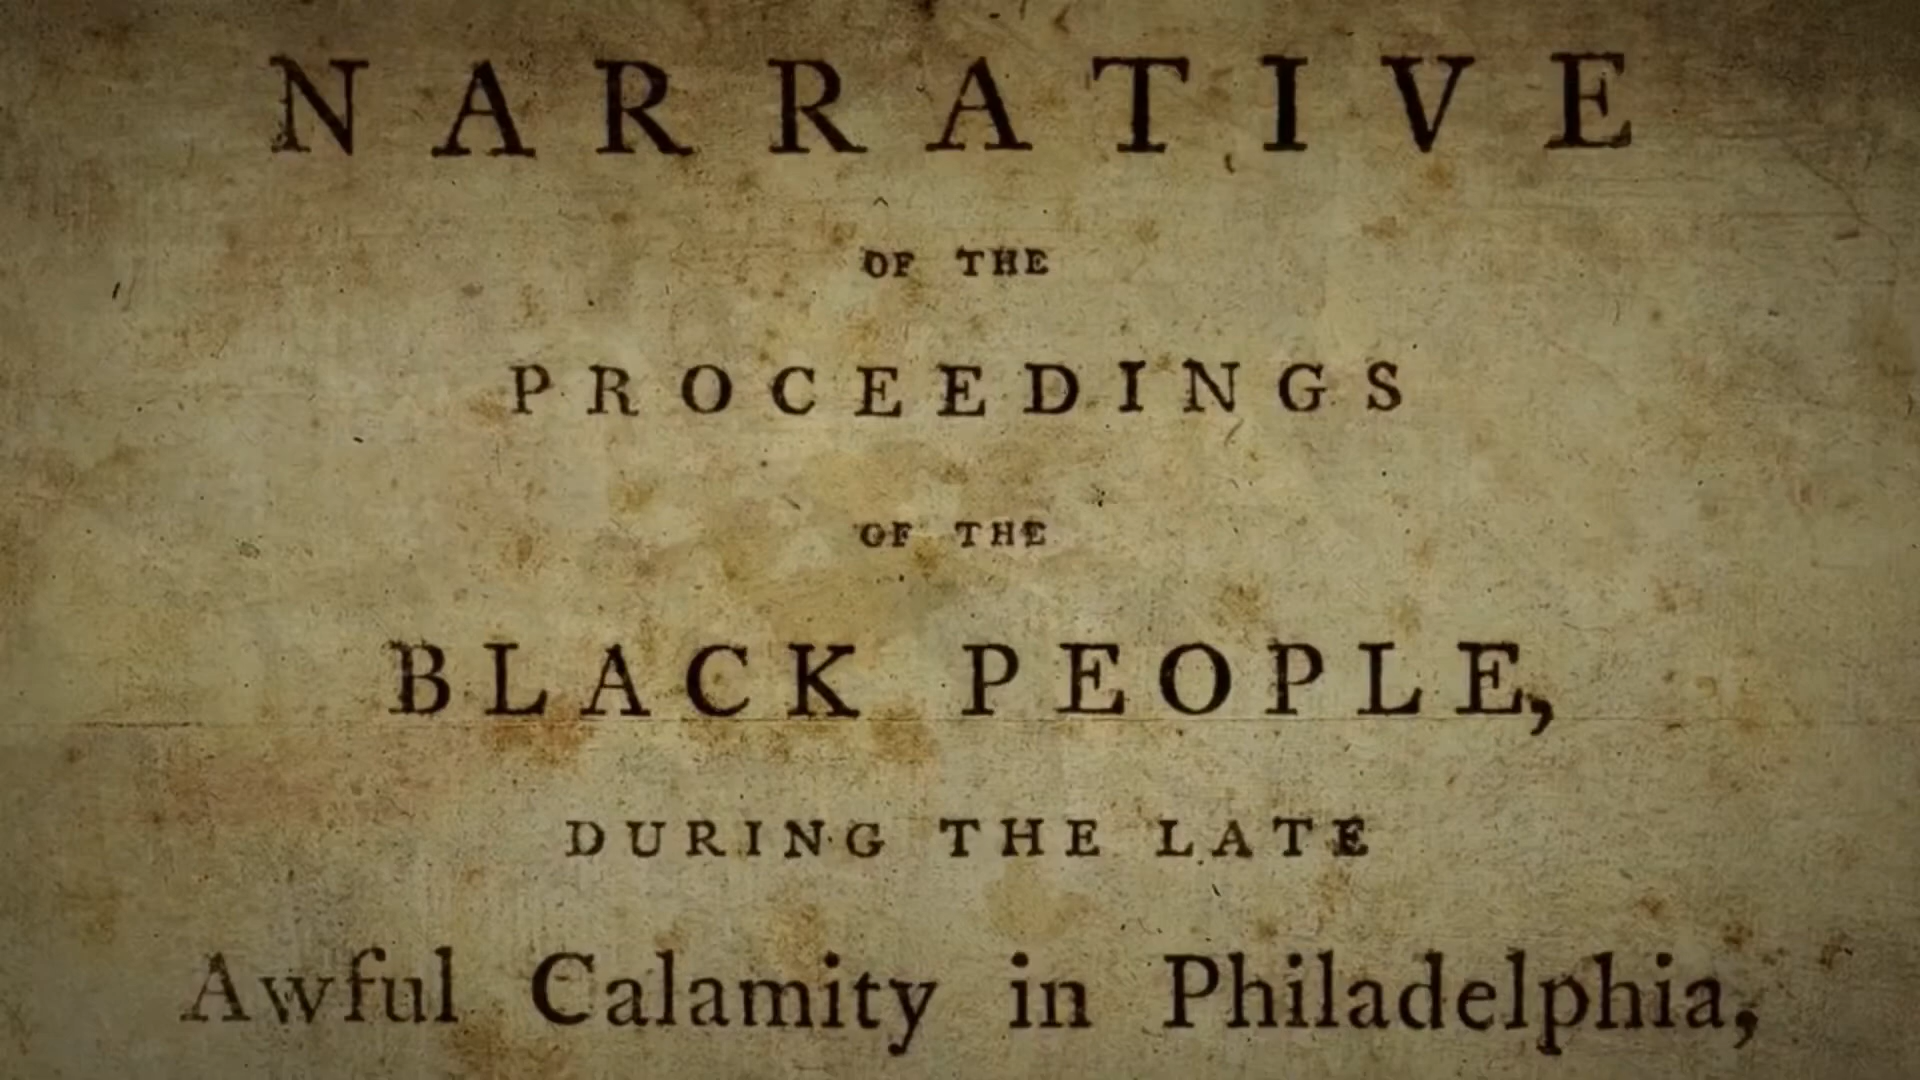 NARRATIVE
OF THE
PROCEEDINGS
OF THE
BLACK PEOPLE,
DURING THE LATE
Awful Calamity in Philadelphia,